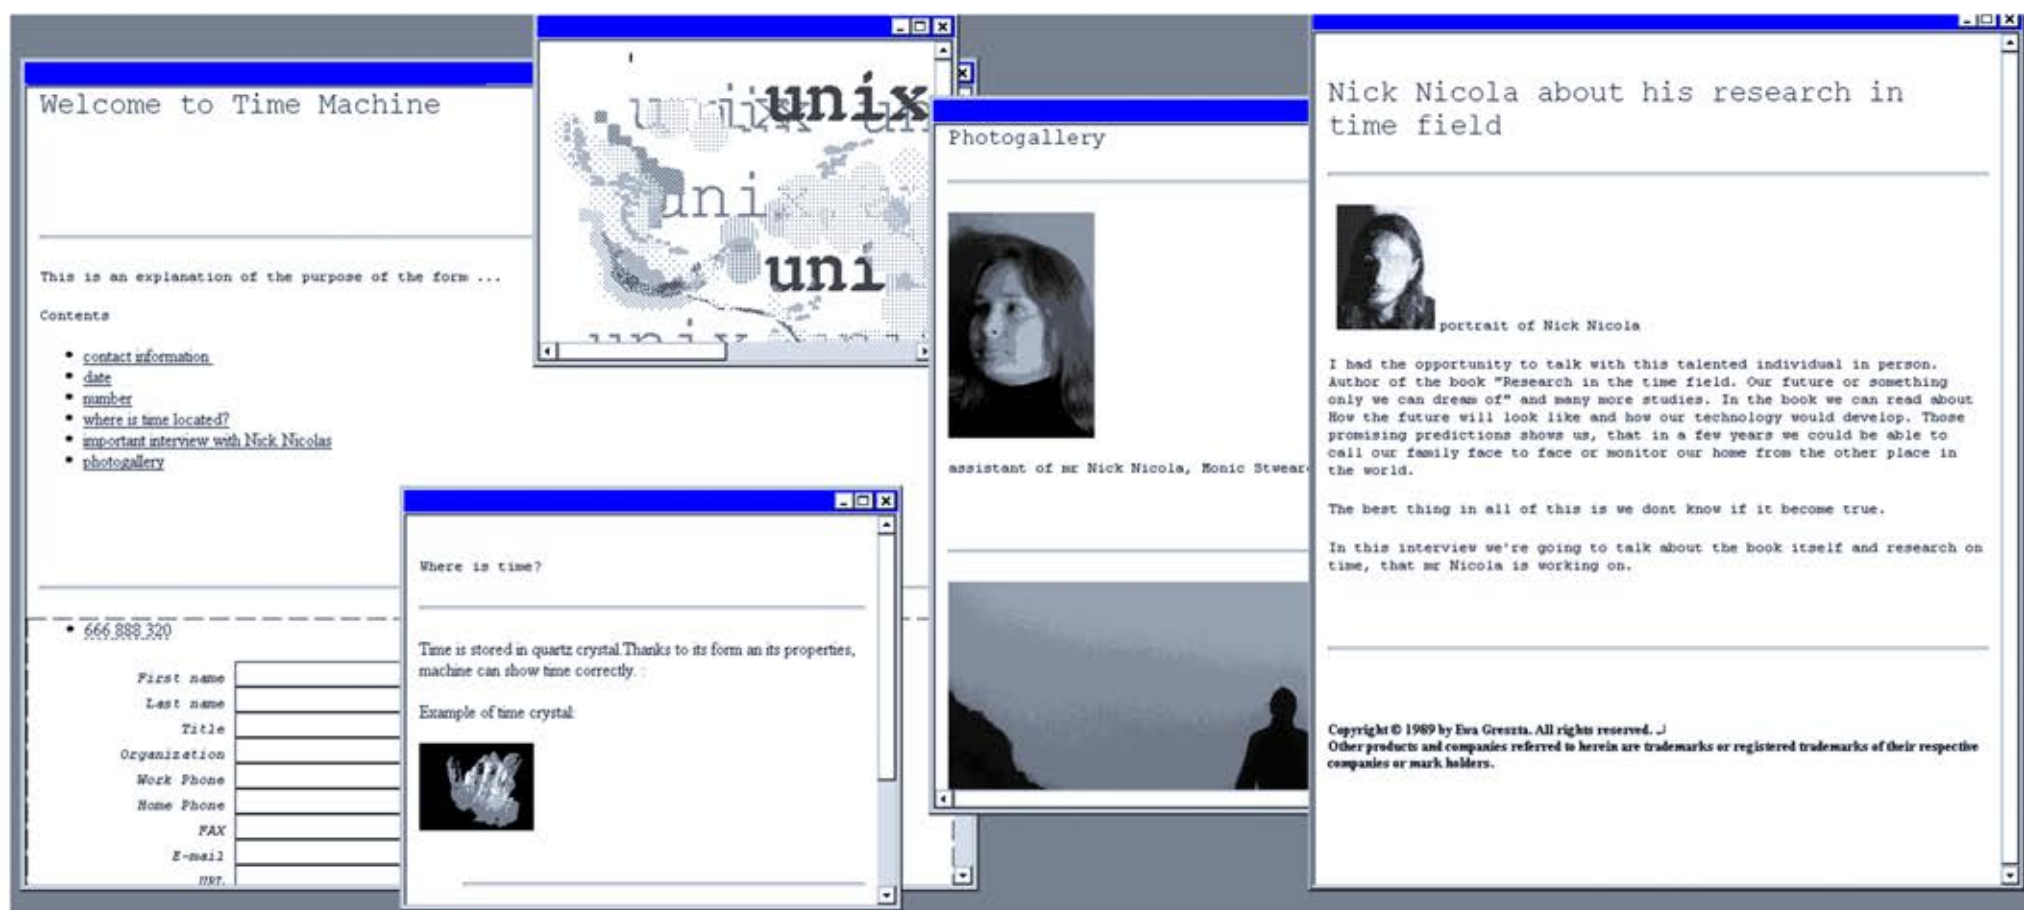 Welcome to Time Machine
This is an explanation of the purpose of the form ...
Contents
contact information
date
number
where is time located?
important interview with Nick Nicolas
photogallery
666 888 320
First name
Last name
Title
Organization
Work Phone
Home Phone
FAX
E-mail
URL
unix
unix
uni
uni
unix
Where is time?
Time is stored in quartz crystal.Thanks to its form an its properties,
machine can show time correctly. :
Example of time crystal:
Photogallery
assistant of mr Nick Nicola, Monic Stwear
Nick Nicola about his research in
time field
portrait of Nick Nicola
I had the opportunity to talk with this talented individual in person.
Author of the book "Research in the time field. Our future or something
only we can dream of" and many more studies. In the book we can read about
How the future will look like and how our technology would develop. Those
promising predictions shows us, that in a few years we could be able to
call our family face to face or monitor our home from the other place in
the world.
The best thing in all of this is we dont know if it become true.
In this interview we're going to talk about the book itself and research on
time, that mr Nicola is working on.
Copyright © 1989 by Ewa Greszta. All rights reserved. ↵
Other products and companies referred to herein are trademarks or registered trademarks of their respective
companies or mark holders.